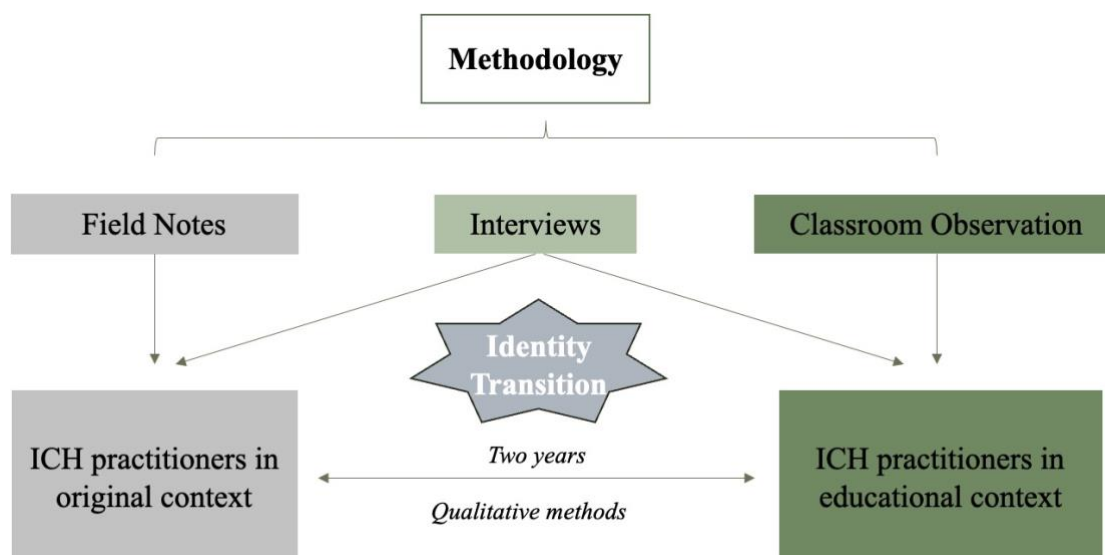 Methodology
Field Notes
Interviews
Classroom Observation
Identity
Transition
ICH practitioners in
original context
Two years
Qualitative methods
ICH practitioners in
educational context